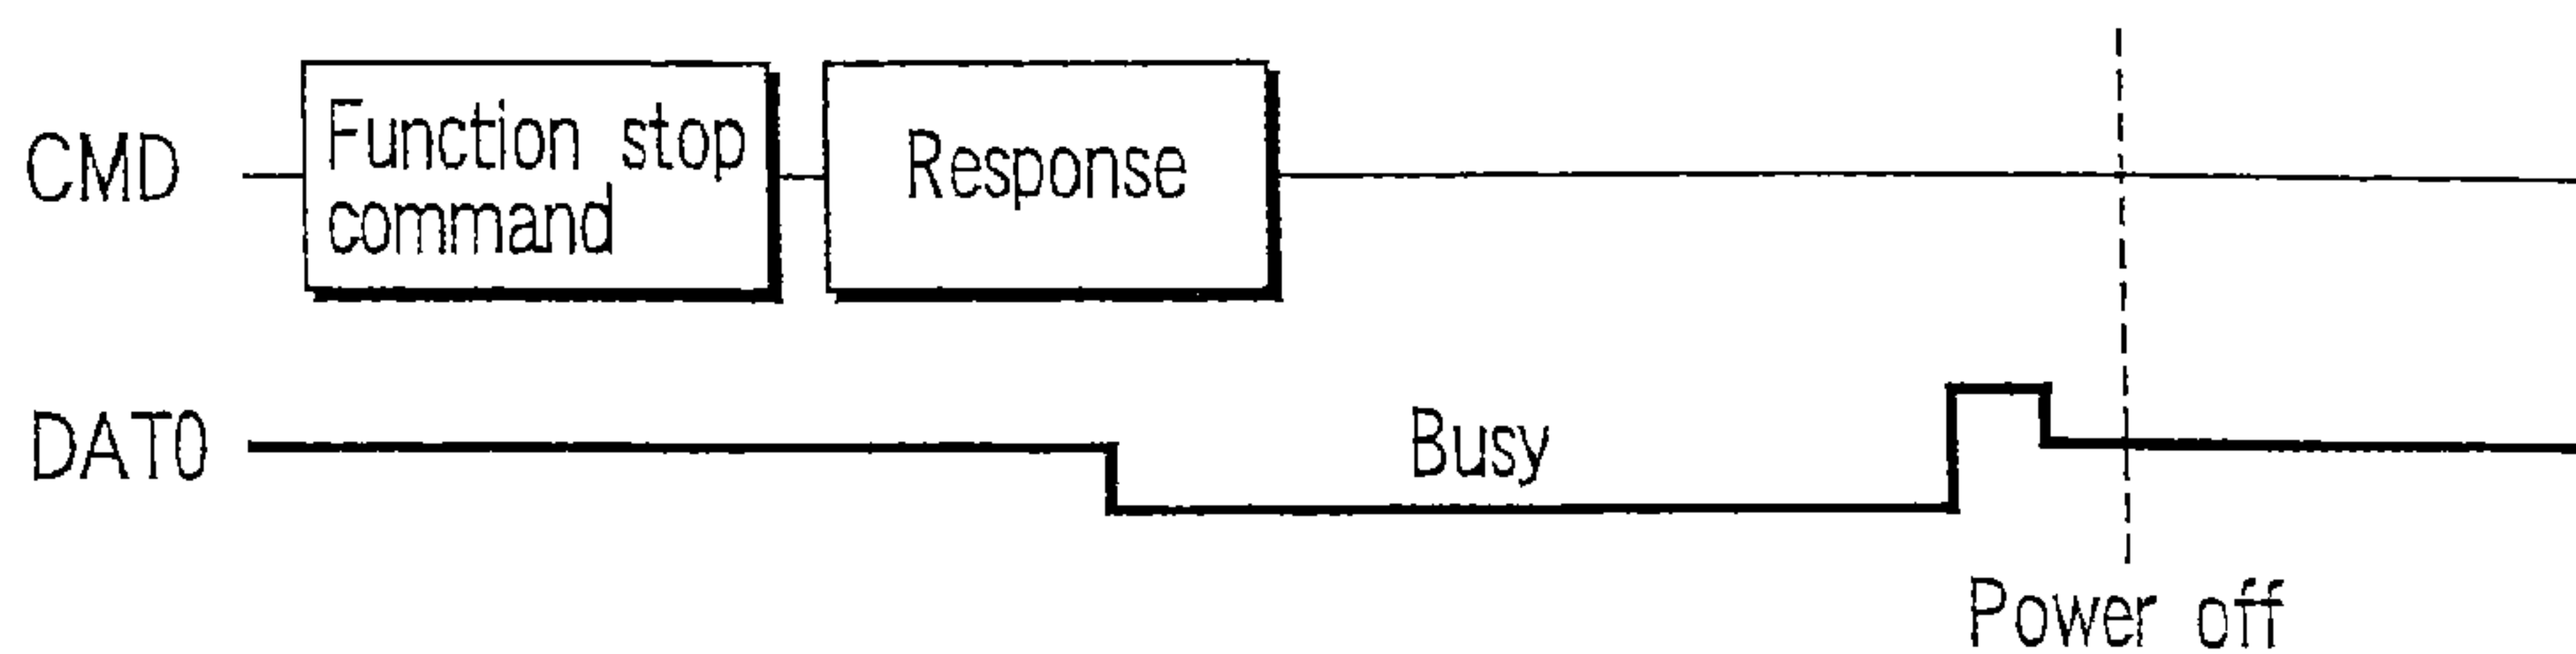 CMD
Function stop
command
Response
DAT0
Busy
Power off